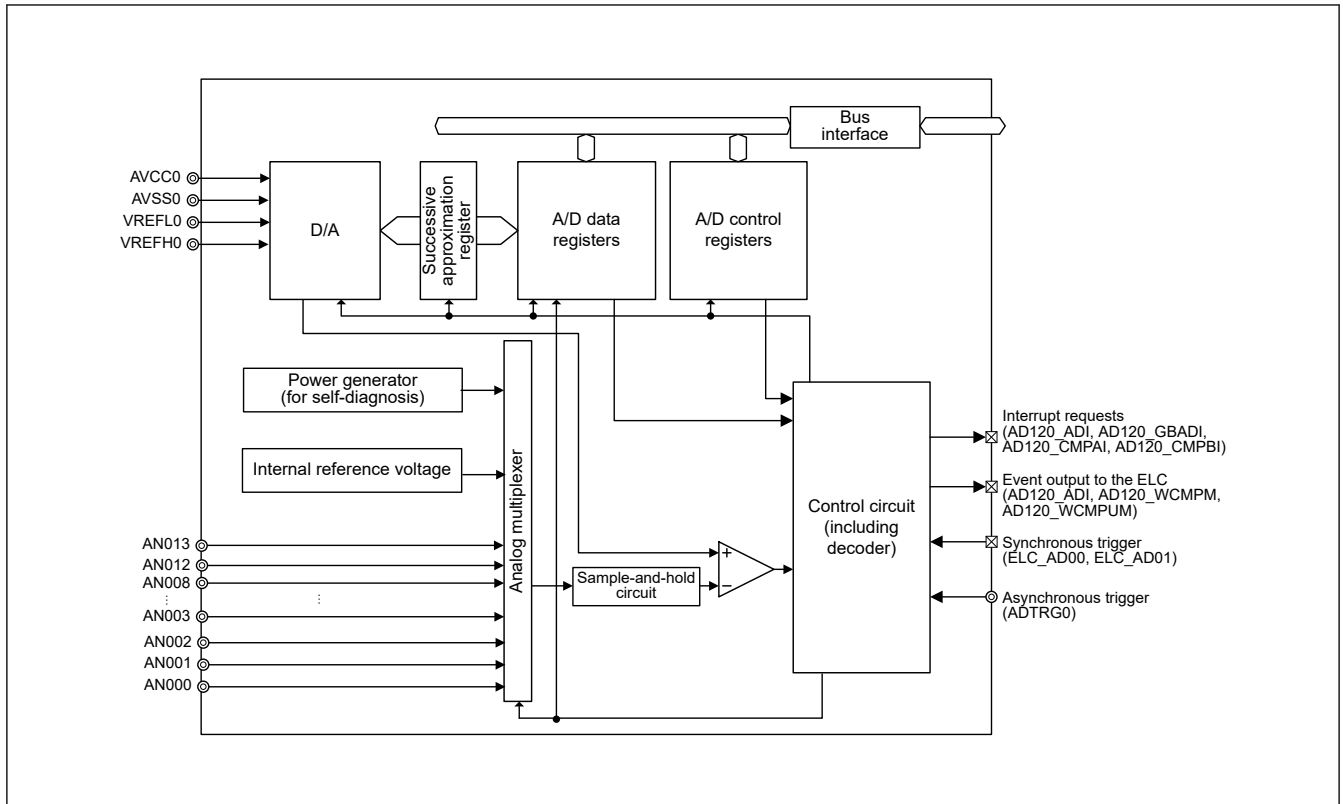 Bus
interface
AVCC0
AVSS0
VREFL0
VREFH0
D/A
Successive
approximation
register
A/D data
registers
A/D control
registers
Power generator
(for self-diagnosis)
Internal reference voltage
Analog multiplexer
AN013
AN012
AN008
AN003
AN002
AN001
AN000
Sample-and-hold
circuit
+
−
Control circuit
(including
decoder)
Interrupt requests
(AD120_ADI, AD120_GBADI,
AD120_CMPAI, AD120_CMPBI)
Event output to the ELC
(AD120_ADI, AD120_WCMPM,
AD120_WCMPUM)
Synchronous trigger
(ELC_AD00, ELC_AD01)
Asynchronous trigger
(ADTRG0)